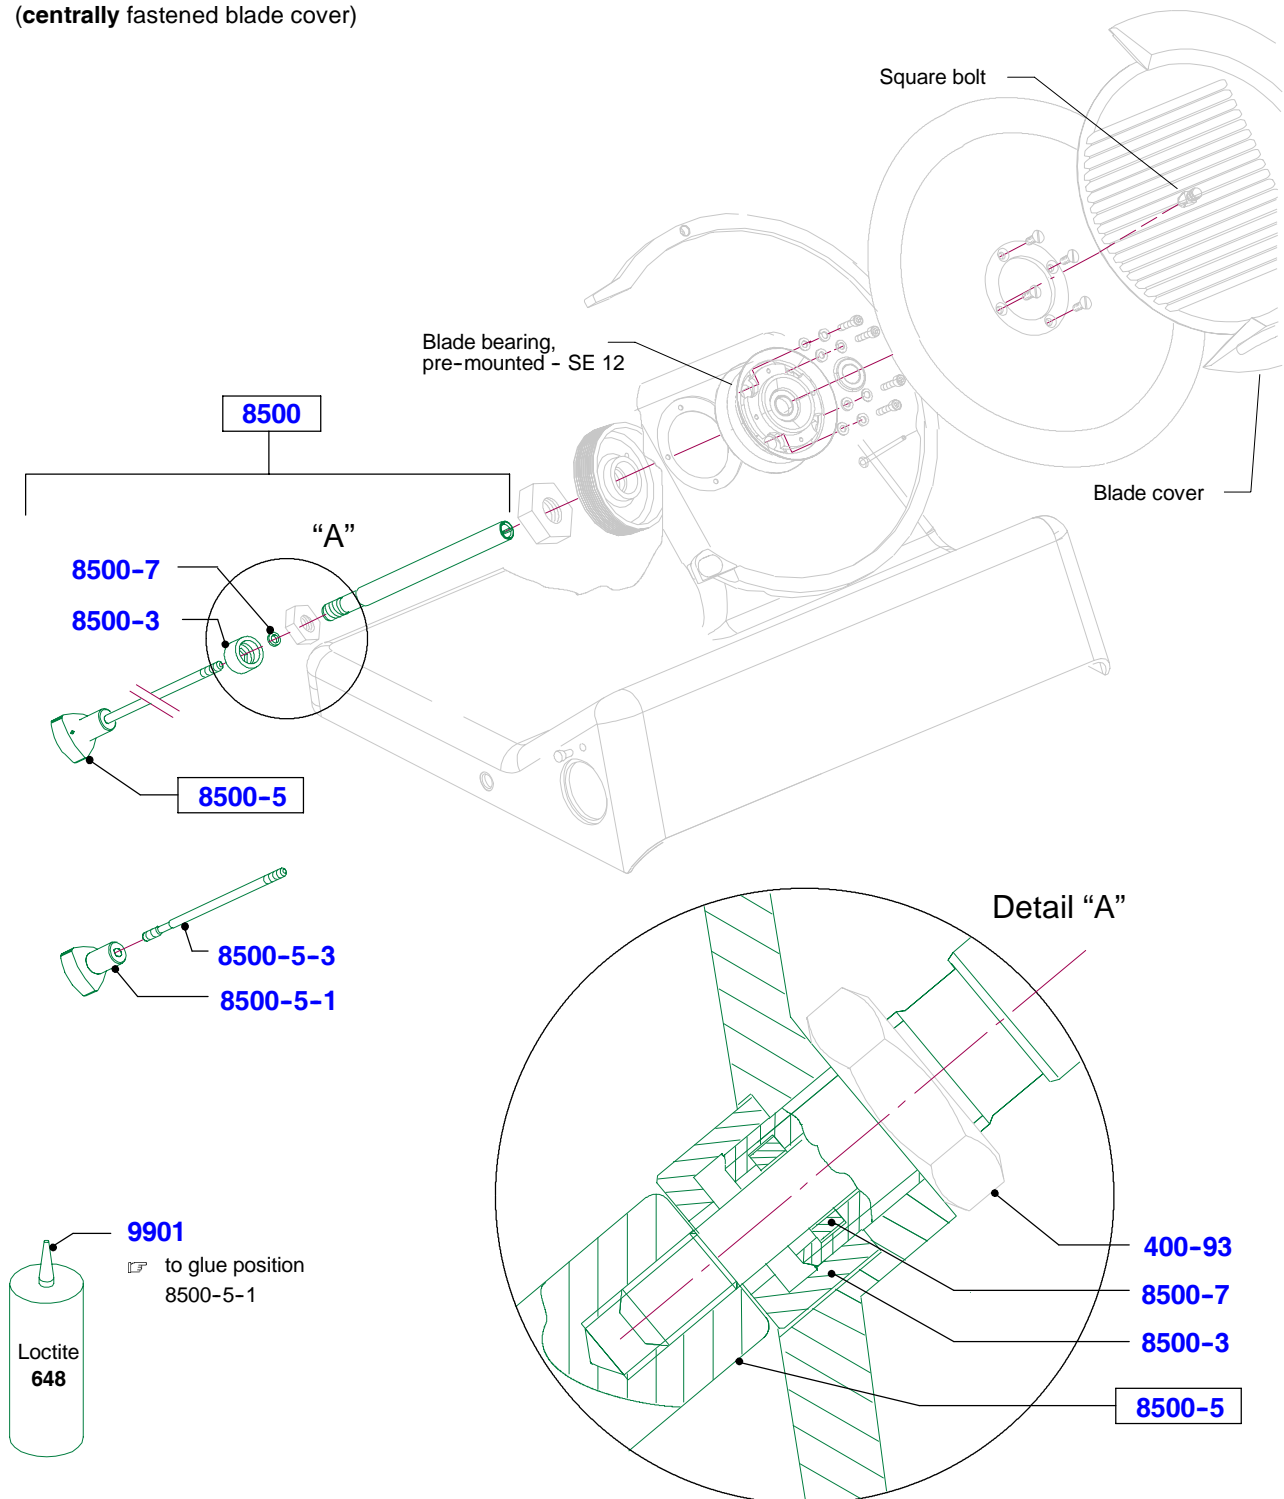 (centrally fastened blade cover)
Square bolt
Blade bearing,
pre-mounted - SE 12
8500
Blade cover
"A"
8500-7
8500-3
8500-5
Detail "A"
8500-5-3
8500-5-1
9901
☞ to glue position
8500-5-1
400-93
8500-7
8500-3
8500-5
Loctite
648